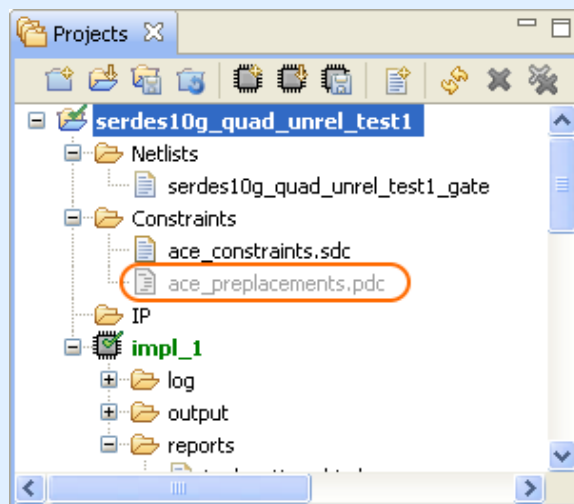 Projects
serdes10g_quad_unrel_test1
Netlists
serdes10g_quad_unrel_test1_gate
Constraints
ace_constraints.sdc
ace_preplacements.pdc
IP
impl_1
log
output
reports